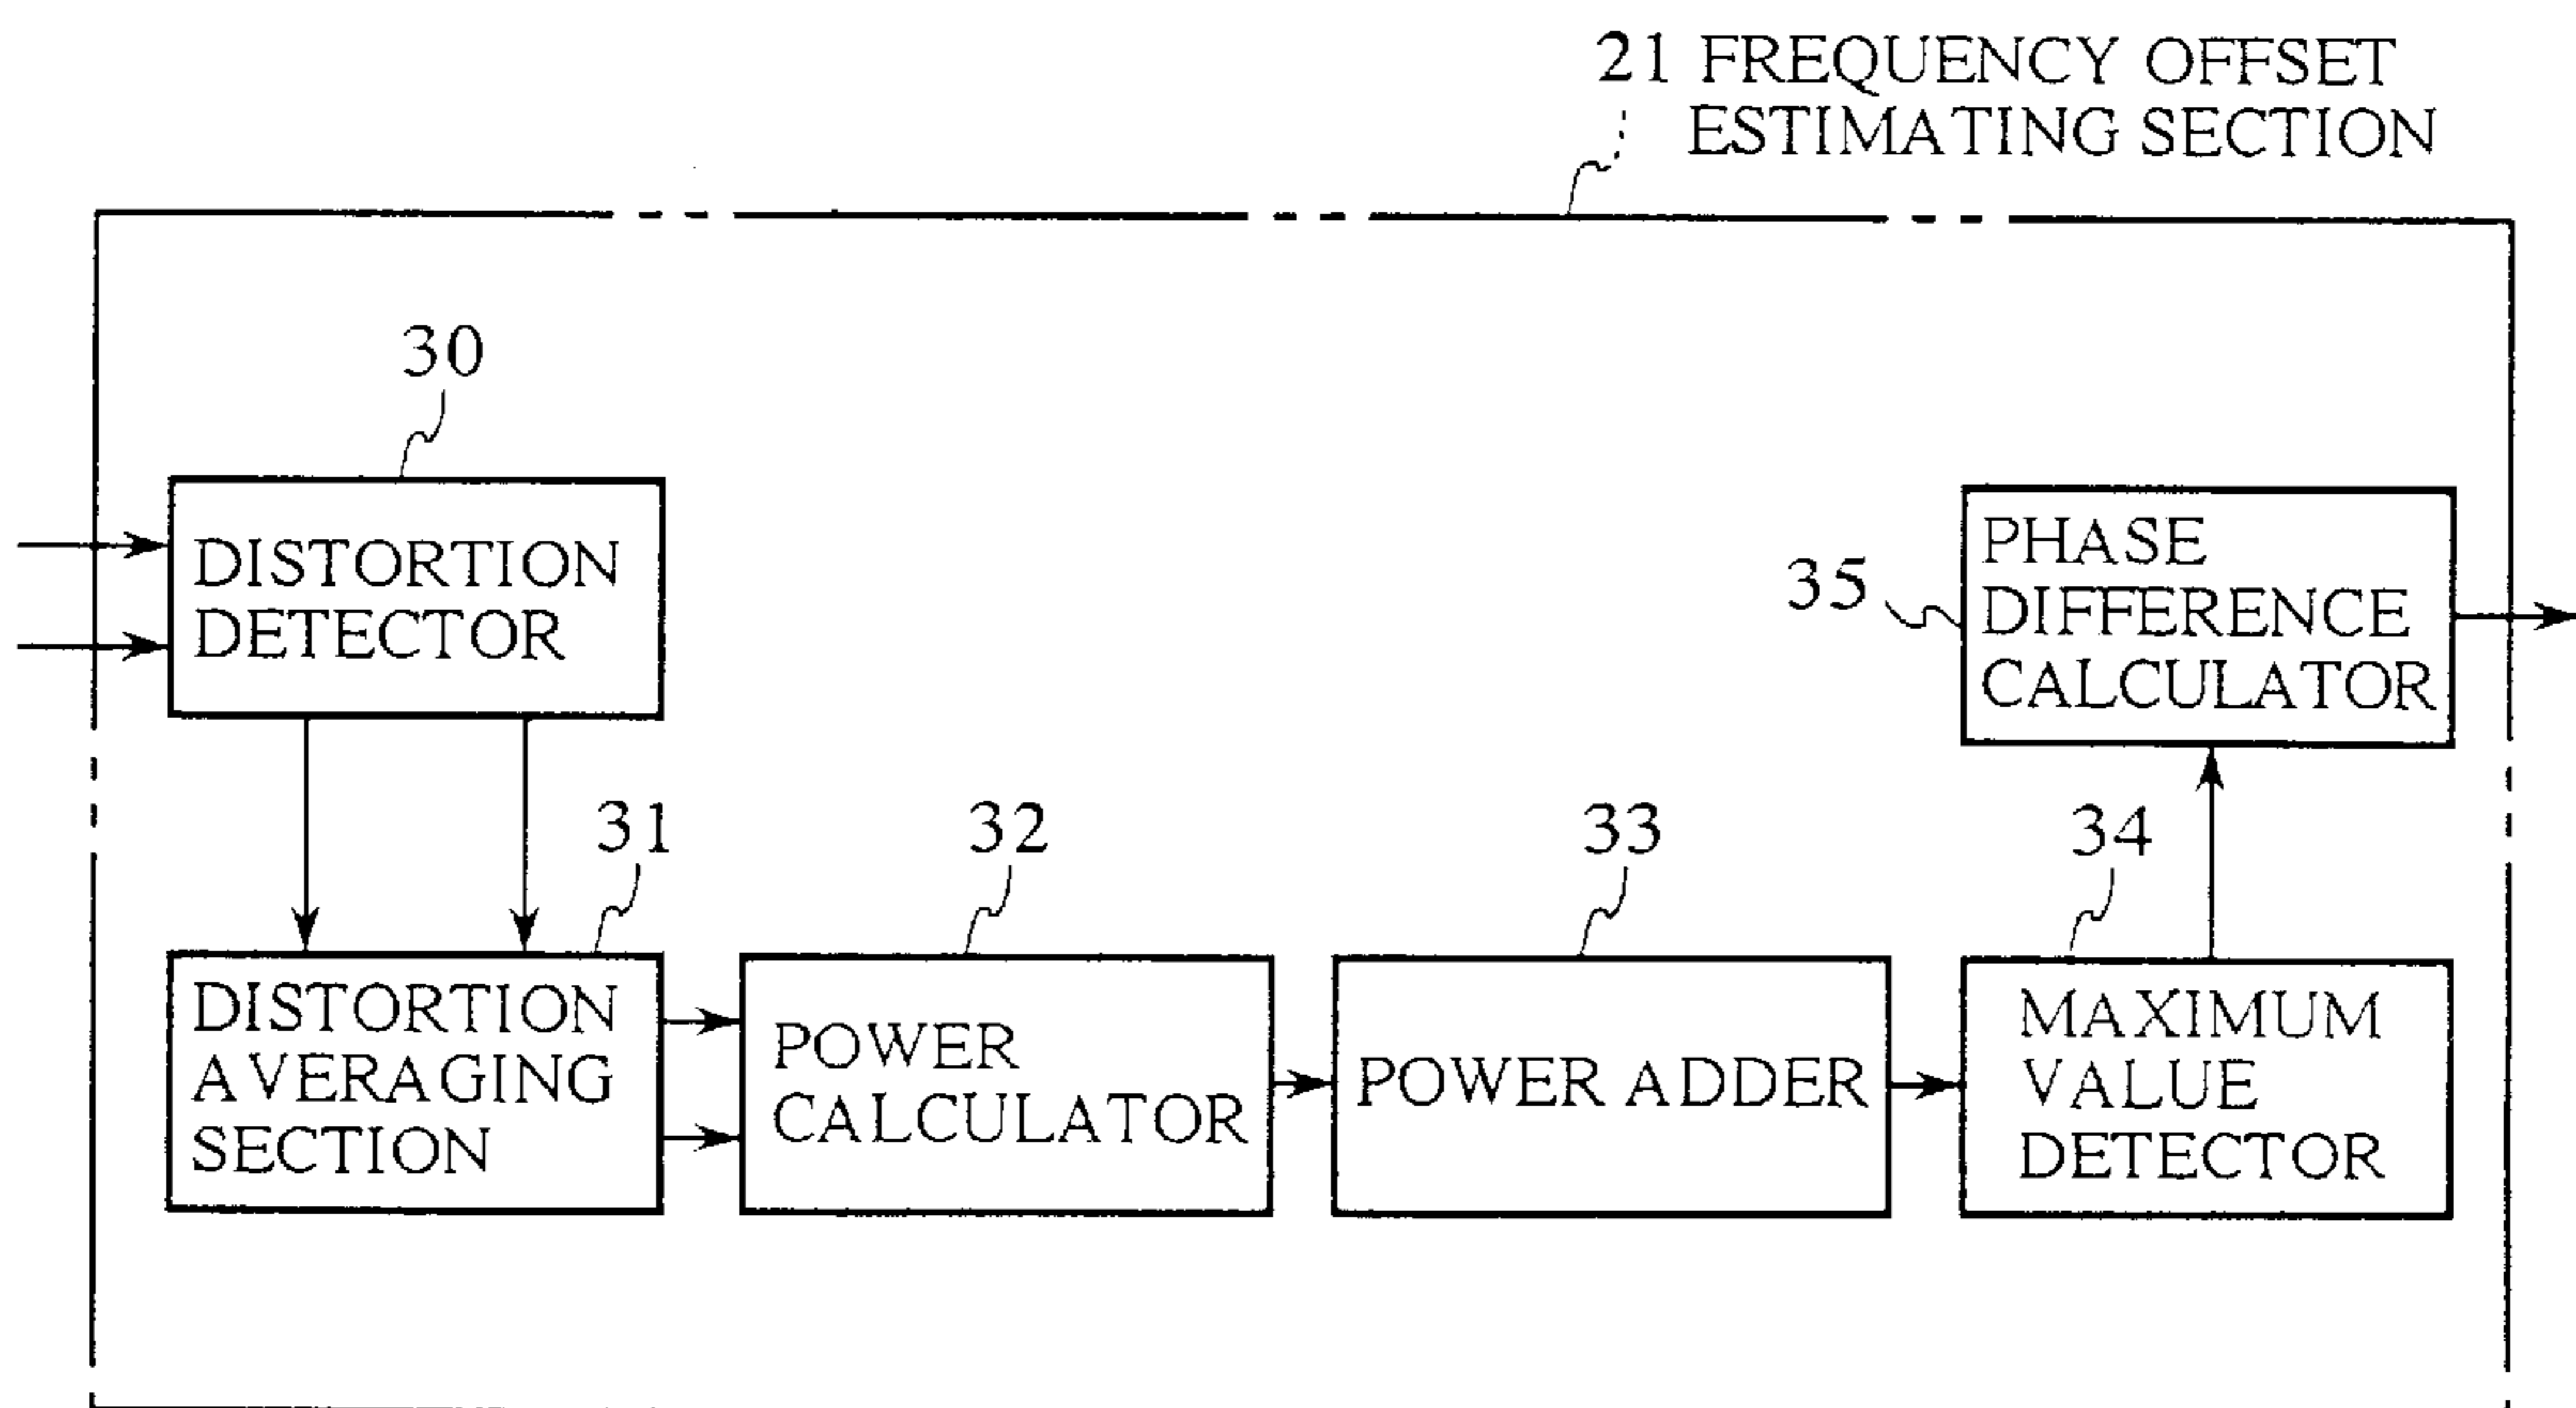 21 FREQUENCY OFFSET
ESTIMATING SECTION
30
DISTORTION
DETECTOR
35
PHASE
DIFFERENCE
CALCULATOR
31
32
33
34
DISTORTION
AVERAGING
SECTION
POWER
CALCULATOR
POWER ADDER
MAXIMUM
VALUE
DETECTOR